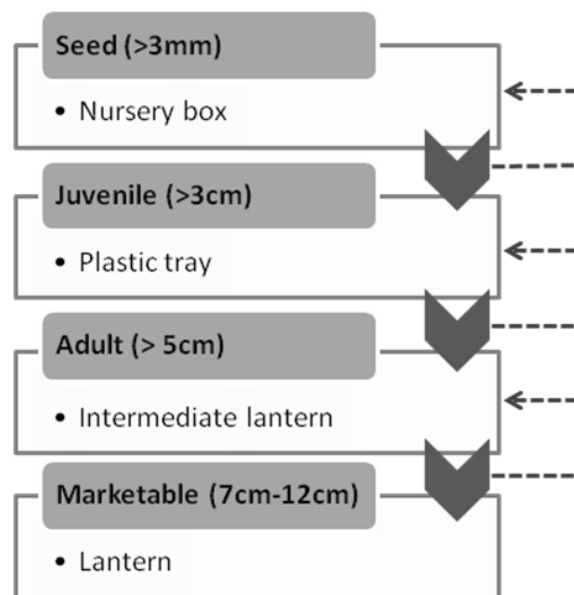 Seed (>3mm)
• Nursery box
Juvenile (>3cm)
• Plastic tray
Adult (> 5cm)
• Intermediate lantern
Marketable (7cm-12cm)
• Lantern